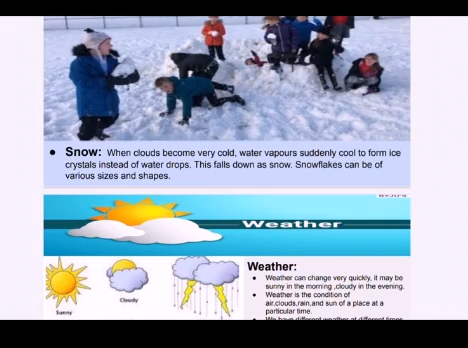 Snow: When clouds become very cold, water vapours suddenly cool to form ice
crystals instead of water drops. This falls down as snow. Snowflakes can be of
various sizes and shapes.
Weather
Sunny
Cloudy
Weather:
Weather can change very quickly, it may be
sunny in the morning ,cloudy in the evening.
Weather is the condition of
air,clouds,rain,and sun of a place at a
particular time.
We have different weather at different times